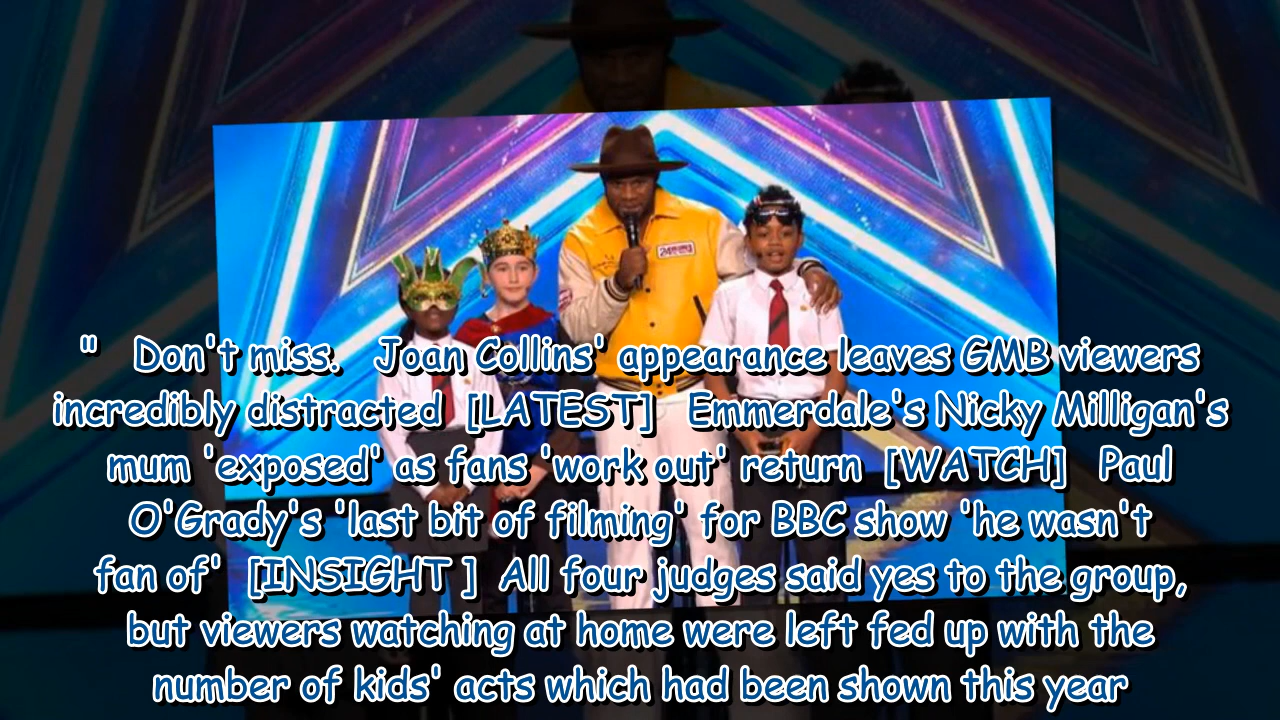 "   Don't miss.   Joan Collins' appearance leaves GMB viewers
incredibly distracted  [LATEST]   Emmerdale's Nicky Milligan's
mum 'exposed' as fans 'work out' return  [WATCH]   Paul
O'Grady's 'last bit of filming' for BBC show 'he wasn't
fan of'  [INSIGHT ]  All four judges said yes to the group,
but viewers watching at home were left fed up with the
number of kids' acts which had been shown this year